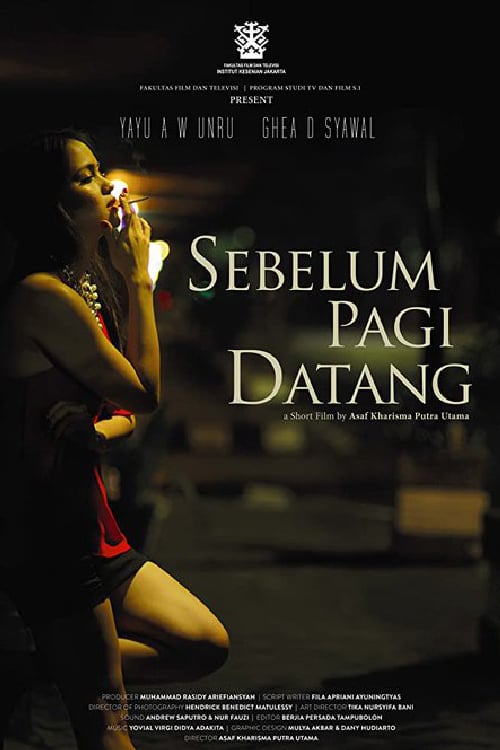 FAKULTAS FILM DAN TELEVISI
INSTITUT KESENIAN JAKARTA
FAKULTAS FILM DAN TELEVISI | PROGRAM STUDI TV DAN FILM S.1
PRESENT
YAYU A W UNRU GHEA D SYAWAL
SEBELUM
PAGI
DATANG
a Short Film by Asaf Kharisma Putra Utama
PRODUCER MUHAMMAD RASIDY ARIEFIANSYAH | SCRIPT WRITER FILA APRIANI AYUNINGTYAS
DIRECTOR OF PHOTOGRAPHY HENDRICK BENEDICT MATULESSY | ART DIRECTOR TIKA NURSYIFA BANI
SOUND ANDREW SAPUTRO & NUR FAUZI | EDITOR BERJIA PERSADA TAMPUBOLON
MUSIC YOVIAL VIRGI DIDYA ADAKITA | GRAPHIC DESIGN MULYA AKBAR & DANY HUDIARTO
DIRECTOR ASAF KHARISMA PUTRA UTAMA.